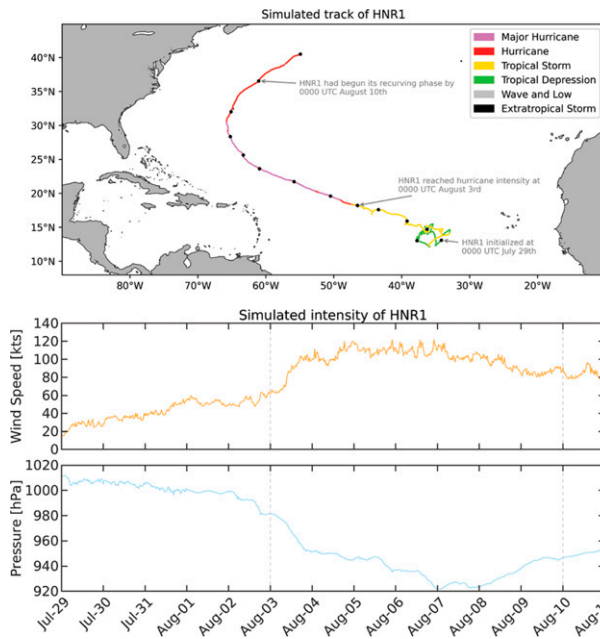 Simulated track of HNR1
40°N
35°N
30°N
25°N
20°N
15°N
10°N
90°W 80°W 70°W 60°W 50°W 40°W 30°W 20°W 10°W
Major Hurricane
Hurricane
Tropical Storm
Tropical Depression
Wave and Low
Extratropical Storm
HNR1 had begun its recurving phase by
0000 UTC August 10th
HNR1 reached hurricane intensity at
0000 UTC August 3rd
HNR1 initialized at
0000 UTC July 29th
Simulated intensity of HNR1
Wind Speed [kts]
140
120
100
80
60
40
20
0
Pressure [hPa]
1020
1000
980
960
940
920
Jul-29 Jul-30 Jul-31 Aug-01 Aug-02 Aug-03 Aug-04 Aug-05 Aug-06 Aug-07 Aug-08 Aug-09 Aug-10